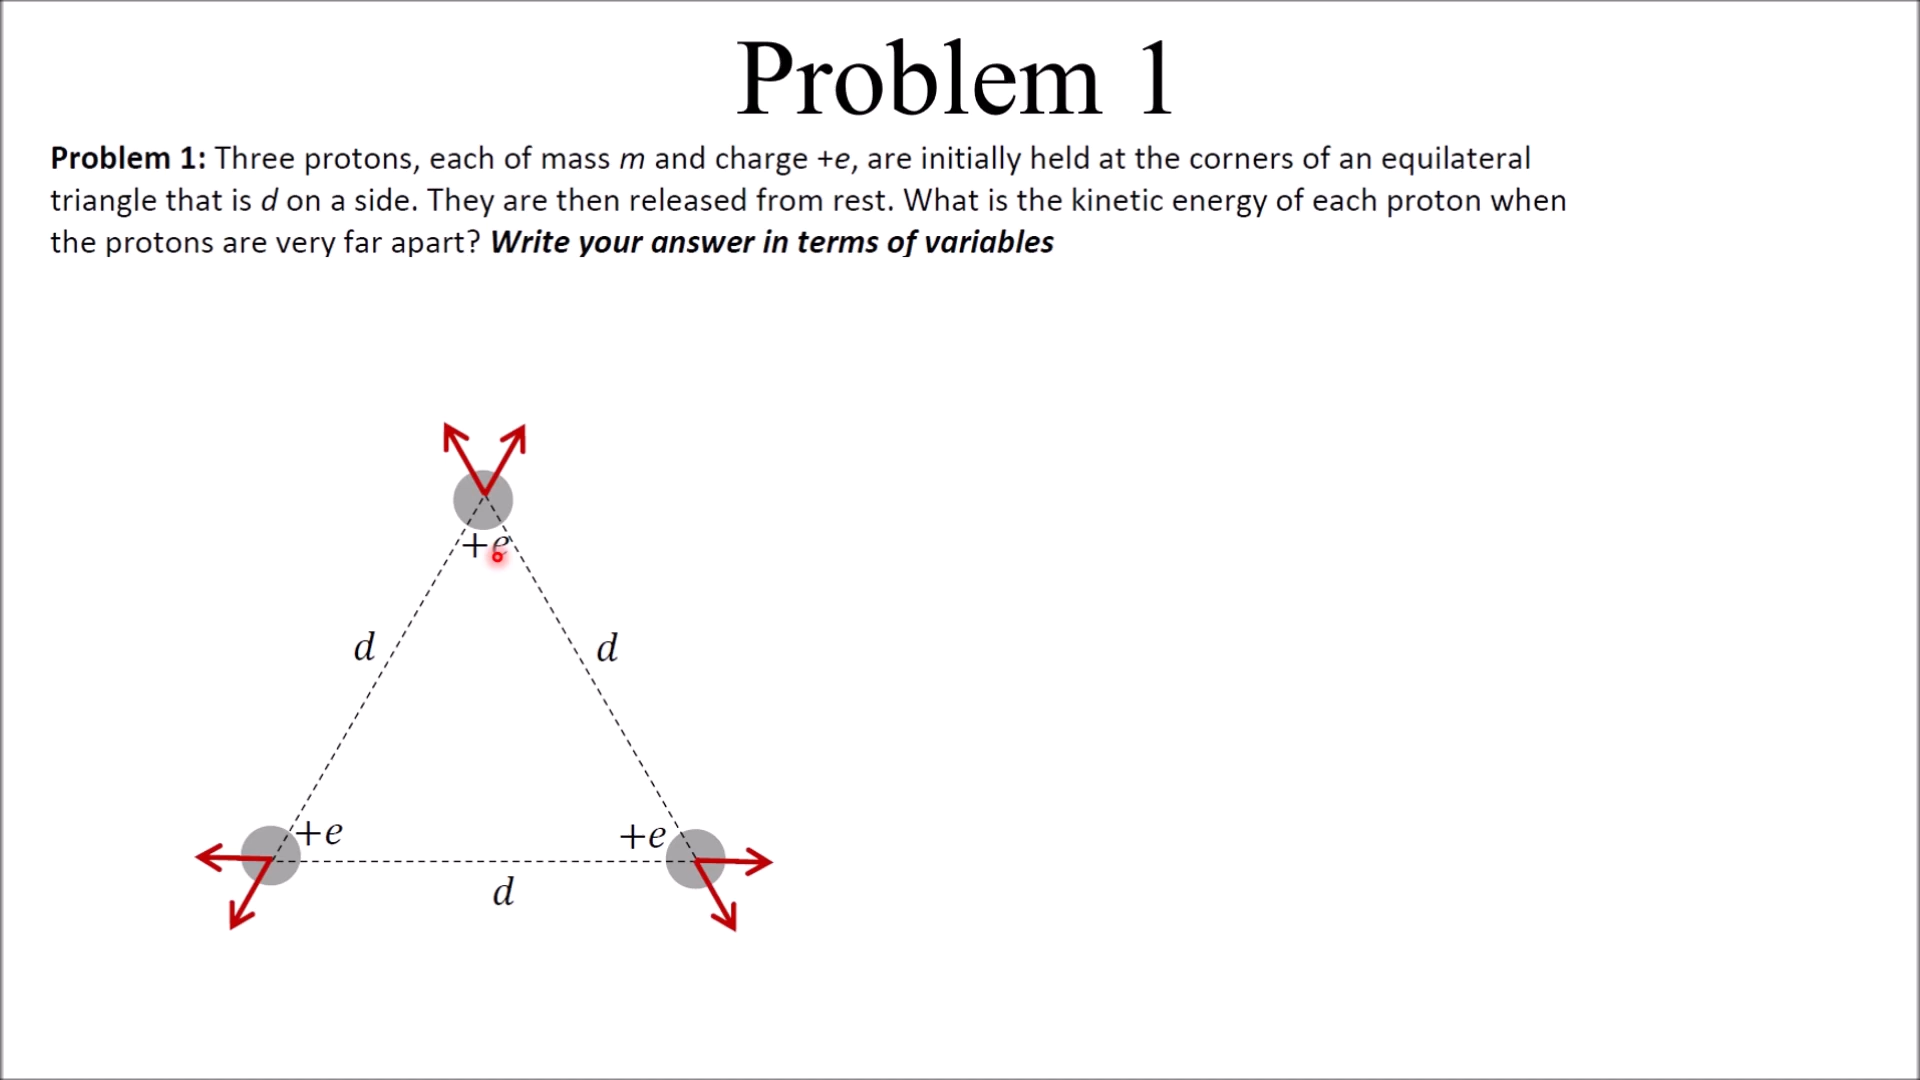 Problem 1
Problem 1: Three protons, each of mass m and charge +e, are initially held at the corners of an equilateral
triangle that is d on a side. They are then released from rest. What is the kinetic energy of each proton when
the protons are very far apart? Write your answer in terms of variables
+e
d
d
+e
+e
d